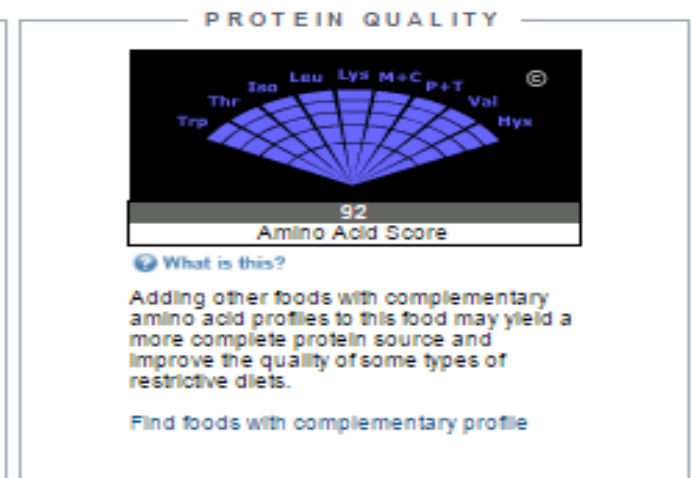 PROTEIN QUALITY
Trp Thr Iso Leu Lys M+C P+T Val Hys
©
92
Amino Acid Score
What is this?
Adding other foods with complementary
amino acid profiles to this food may yield a
more complete protein source and
improve the quality of some types of
restrictive diets.
Find foods with complementary profile